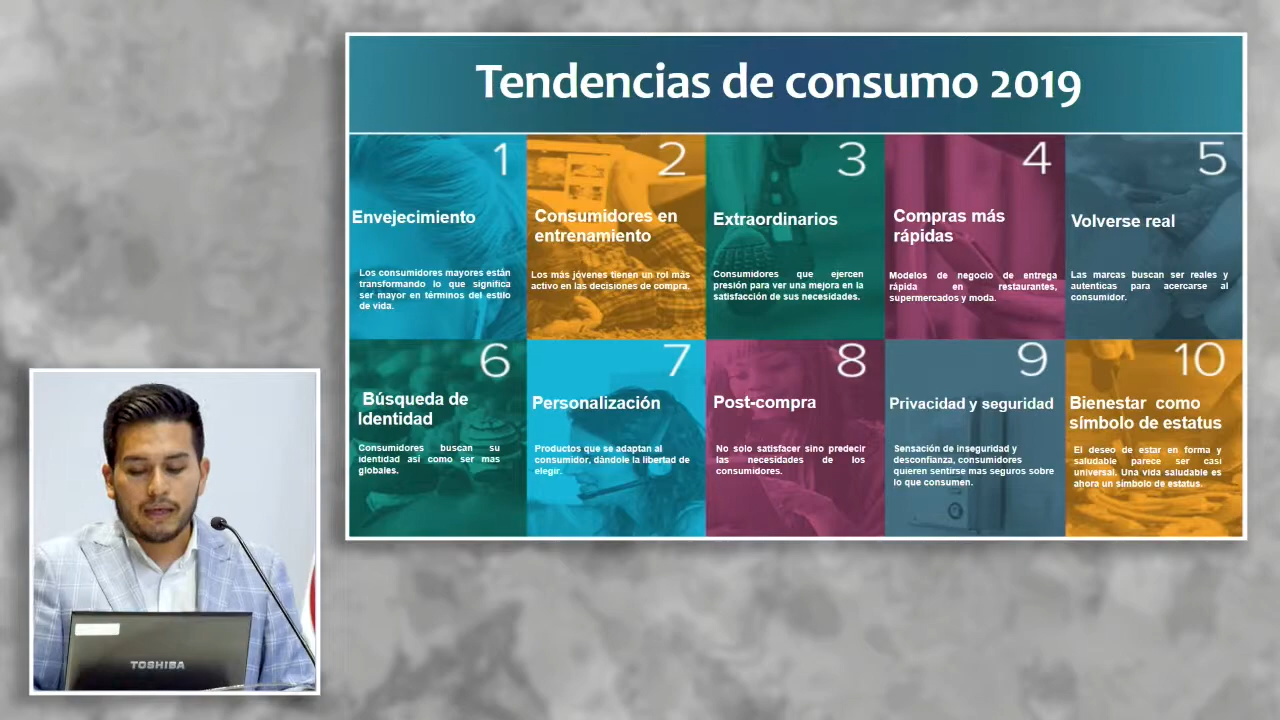 Tendencias de consumo 2019
1
Envejecimiento
Los consumidores mayores están
transformando lo que significa
ser mayor en términos del estilo
de vida.
2
Consumidores en
entrenamiento
Los más jóvenes tienen un rol más
activo en las decisiones de compra.
3
Extraordinarios
Consumidores que ejercen
presión para ver una mejora en la
satisfacción de sus necesidades.
4
Compras más
rápidas
Modelos de negocio de entrega
rápida en restaurantes,
supermercados y moda.
5
Volverse real
Las marcas buscan ser reales y
autenticas para acercarse al
consumidor.
6
Búsqueda de
Identidad
Consumidores buscan su
identidad así como ser mas
globales.
7
Personalización
Productos que se adaptan al
consumidor, dándole la libertad de
elegir.
8
Post-compra
No solo satisfacer sino predecir
las necesidades de los
consumidores.
9
Privacidad y seguridad
Sensación de inseguridad y
desconfianza, consumidores
quieren sentirse mas seguros sobre
lo que consumen.
10
Bienestar como
símbolo de estatus
El deseo de estar en forma y
saludable parece ser casi
universal. Una vida saludable es
ahora un símbolo de estatus.
TOSHIBA